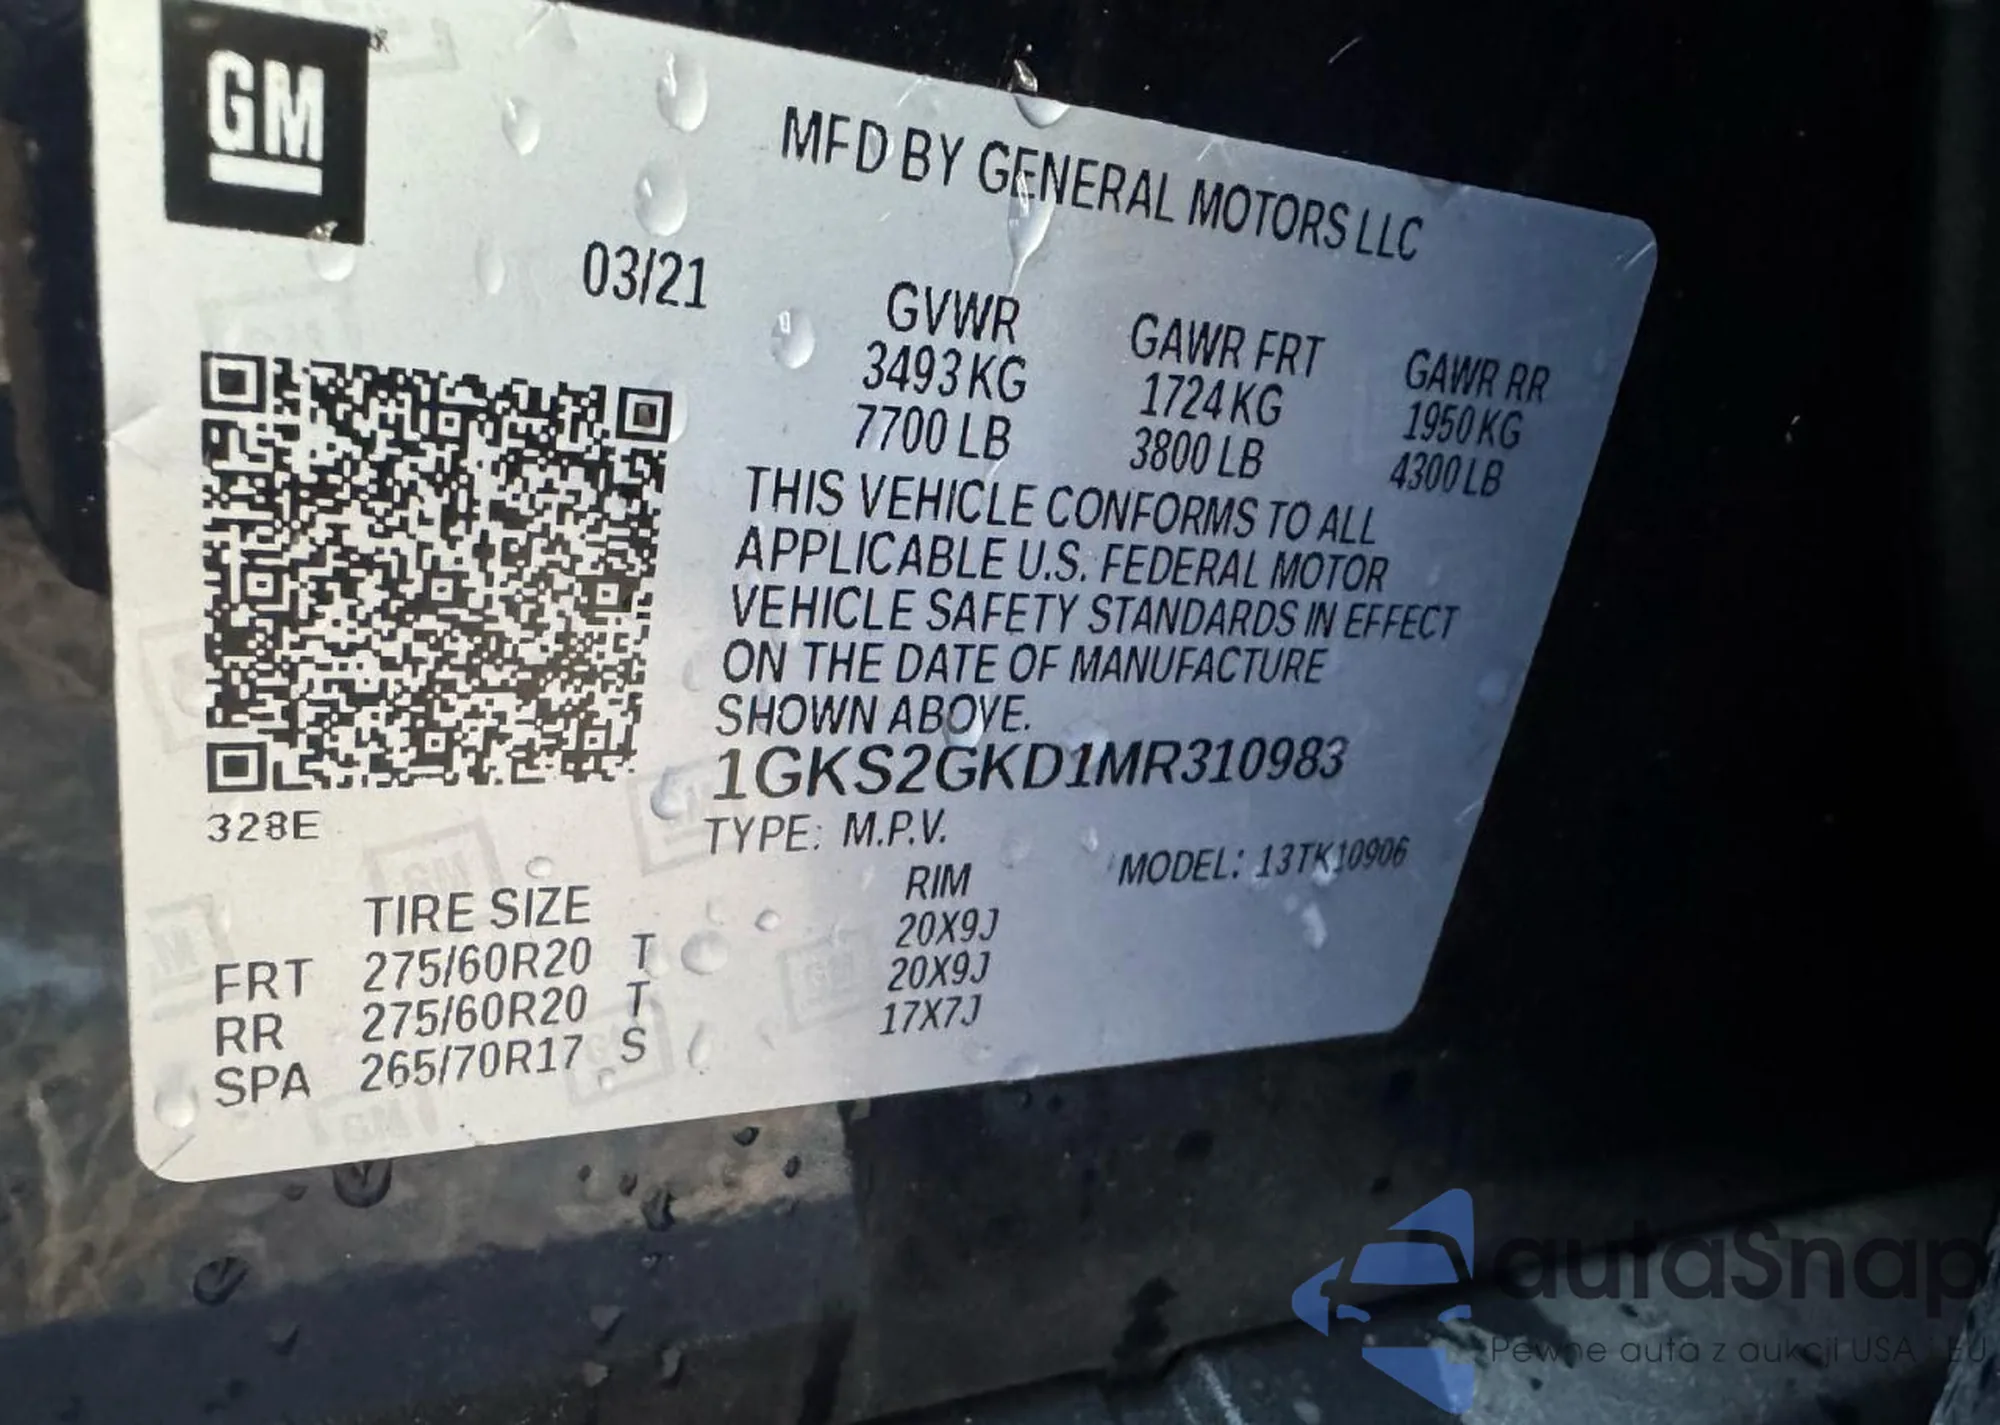 GM
MFD BY GENERAL MOTORS LLC
03/21
GVWR GAWR FRT GAWR RR
3493 KG 1724 KG 1950 KG
7700 LB 3800 LB 4300 LB
THIS VEHICLE CONFORMS TO ALL
APPLICABLE U.S. FEDERAL MOTOR
VEHICLE SAFETY STANDARDS IN EFFECT
ON THE DATE OF MANUFACTURE
SHOWN ABOVE.
1GKS2GKD1MR310983
328E
TYPE: M.P.V. MODEL: 13TK10906
TIRE SIZE RIM
FRT 275/60R20 T 20X9J
RR 275/60R20 T 20X9J
SPA 265/70R17 S 17X7J
autaSnap
Pewne auta z aukcji USA i EU